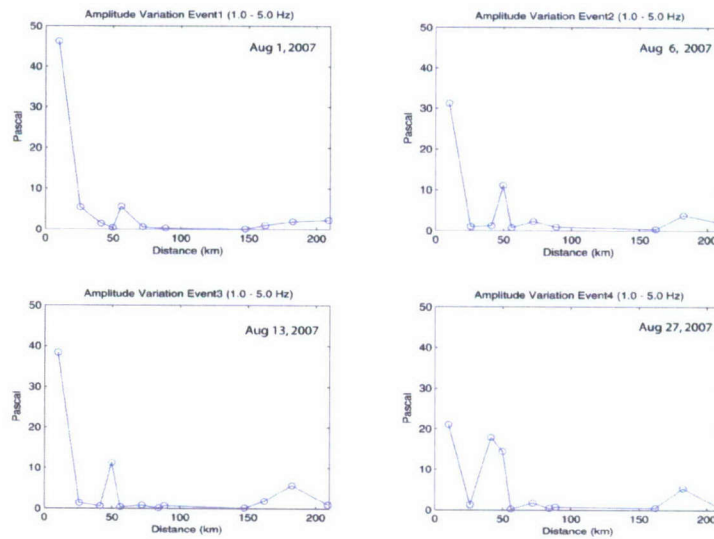 Amplitude Variation Event1 (1.0 - 5.0 Hz)
Aug 1, 2007
50
40
30
20
10
0
Pascal
0 50 100 150 200
Distance (km)
Amplitude Variation Event2 (1.0 - 5.0 Hz)
Aug 6, 2007
50
40
30
20
10
0
Pascal
0 50 100 150 200
Distance (km)
Amplitude Variation Event3 (1.0 - 5.0 Hz)
Aug 13, 2007
50
40
30
20
10
0
Pascal
0 50 100 150 200
Distance (km)
Amplitude Variation Event4 (1.0 - 5.0 Hz)
Aug 27, 2007
50
40
30
20
10
0
Pascal
0 50 100 150 200
Distance (km)